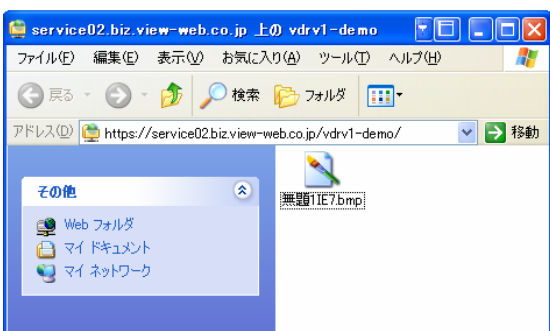 service02.biz.view-web.co.jp 上の vdrv1-demo
ファイル(F) 編集(E) 表示(V) お気に入り(A) ツール(T) ヘルプ(H)
戻る 検索 フォルダ
アドレス(D) https://service02.biz.view-web.co.jp/vdrv1-demo/ 移動
その他
無題1IE7.bmp
Web フォルダ
マイ ドキュメント
マイ ネットワーク